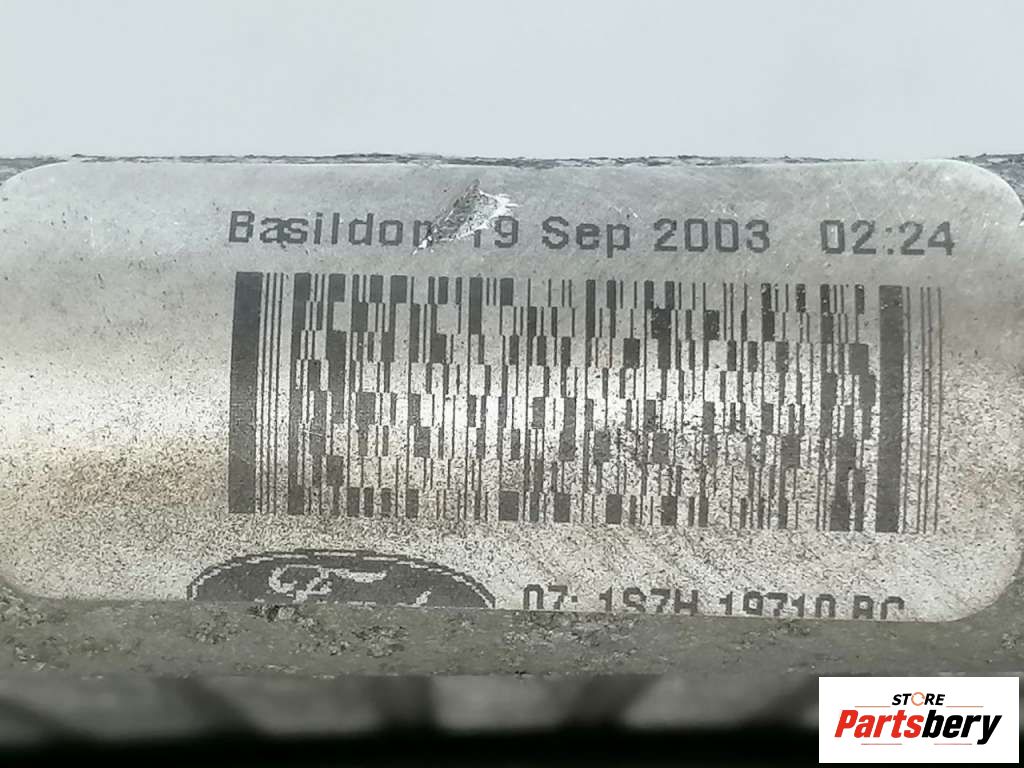 Basildon 19 Sep 2003 02:24
07: 1S7H 19710 BC
STORE
Partsbery